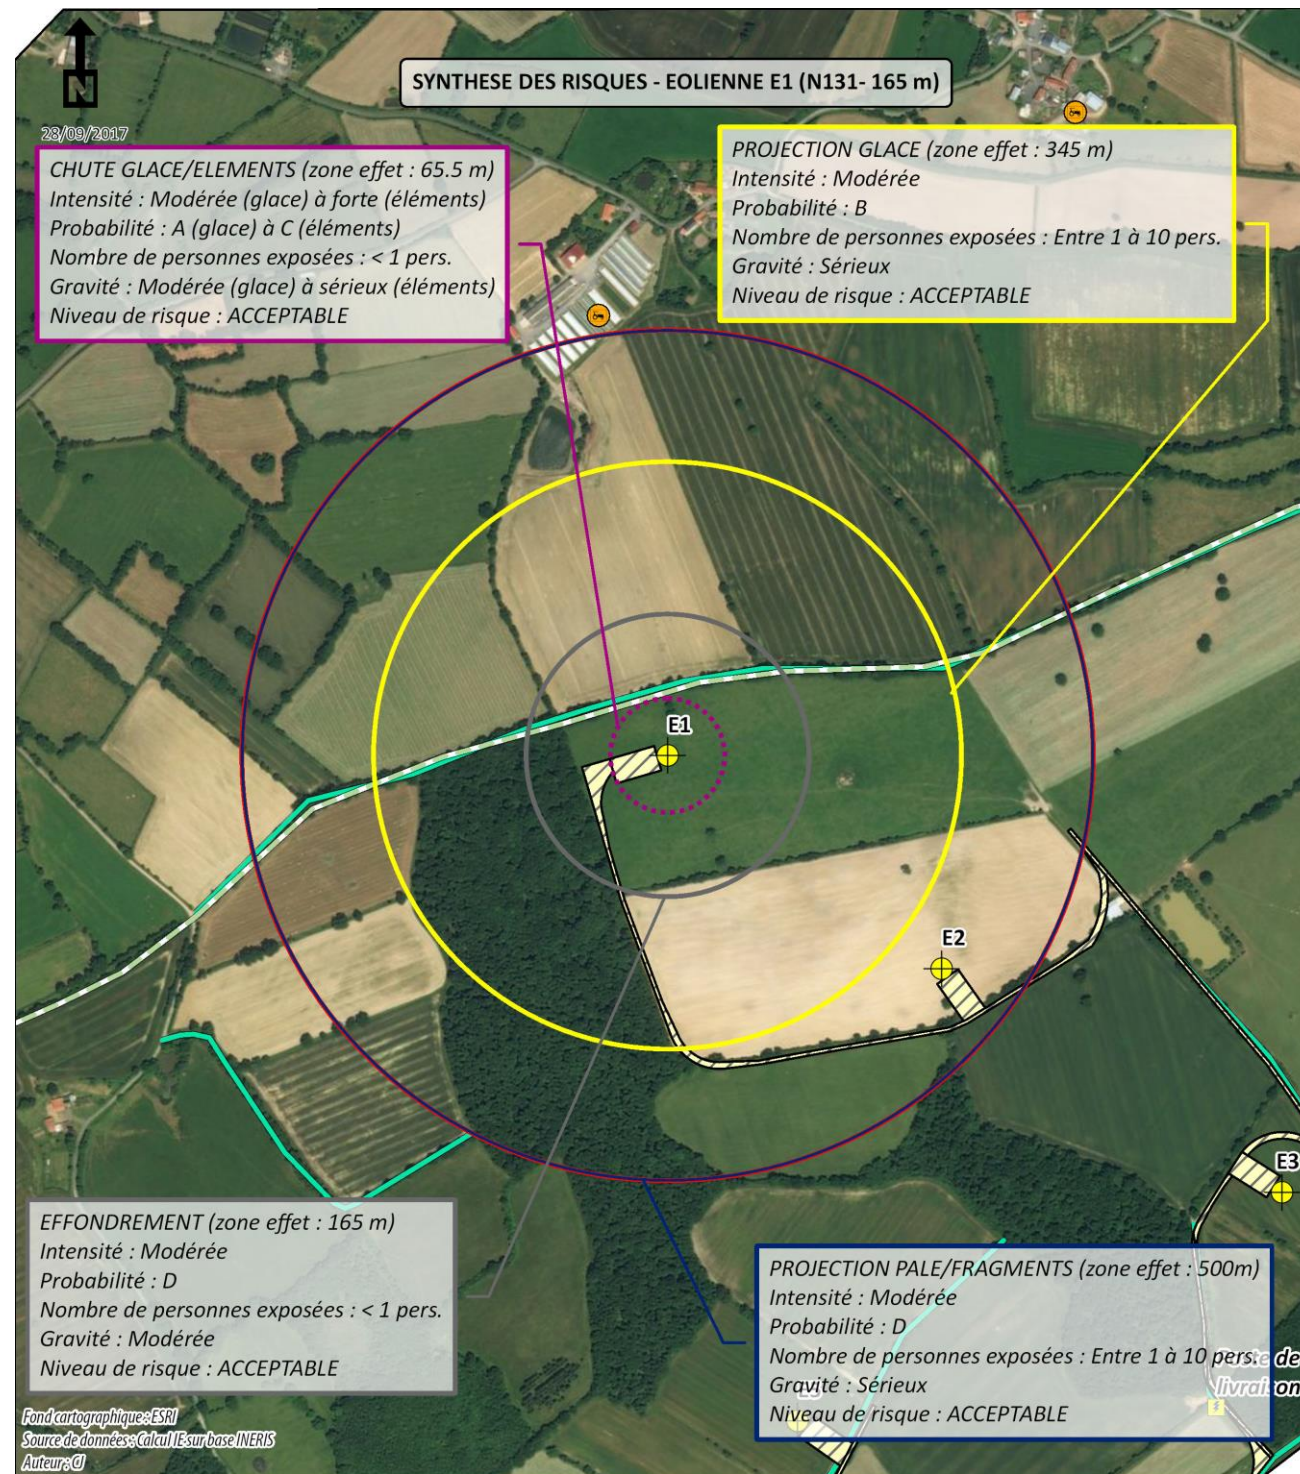 SYNTHESE DES RISQUES - EOLIENNE E1 (N131- 165 m)
N
28/09/2017
CHUTE GLACE/ELEMENTS (zone effet : 65.5 m)
Intensité : Modérée (glace) à forte (éléments)
Probabilité : A (glace) à C (éléments)
Nombre de personnes exposées : < 1 pers.
Gravité : Modérée (glace) à sérieux (éléments)
Niveau de risque : ACCEPTABLE
PROJECTION GLACE (zone effet : 345 m)
Intensité : Modérée
Probabilité : B
Nombre de personnes exposées : Entre 1 à 10 pers.
Gravité : Sérieux
Niveau de risque : ACCEPTABLE
E1
E2
E3
EFFONDREMENT (zone effet : 165 m)
Intensité : Modérée
Probabilité : D
Nombre de personnes exposées : < 1 pers.
Gravité : Modérée
Niveau de risque : ACCEPTABLE
PROJECTION PALE/FRAGMENTS (zone effet : 500m)
Intensité : Modérée
Probabilité : D
Nombre de personnes exposées : Entre 1 à 10 pers.
Gravité : Sérieux
Niveau de risque : ACCEPTABLE
de
livraison
Fond cartographique : ESRI
Source de données : Calcul IE sur base INERIS
Auteur : CJ